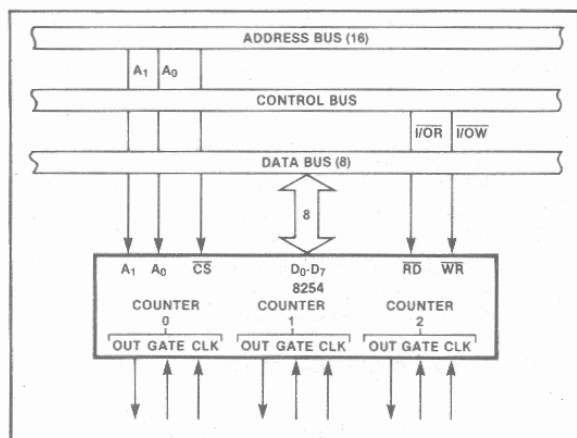 ADDRESS BUS (16)
A1 A0
CONTROL BUS
I/OR I/OW
DATA BUS (8)
8
A1 A0 CS D0-D7 RD WR
8254
COUNTER COUNTER COUNTER
0 1 2
OUT GATE CLK OUT GATE CLK OUT GATE CLK